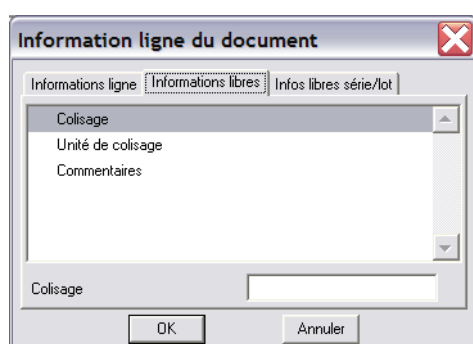 Information ligne du document
Informations ligne Informations libres Infos libres série/lot
Colisage
Unité de colisage
Commentaires
Colisage
OK Annuler